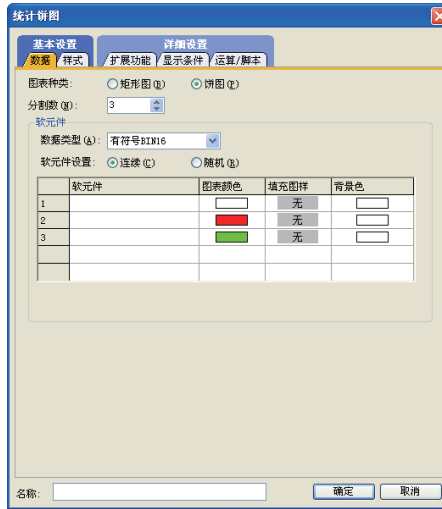 统计饼图
基本设置 详细设置
数据 样式 扩展功能 显示条件 运算/脚本
图表种类: 矩形图(B) 饼图(P)
分割数(N): 3
软元件
数据类型(A): 有符号BIN16
软元件设置: 连续(C) 随机(R)
软元件 图表颜色 填充图样 背景色
1 无
2 无
3 无
名称: 确定 取消